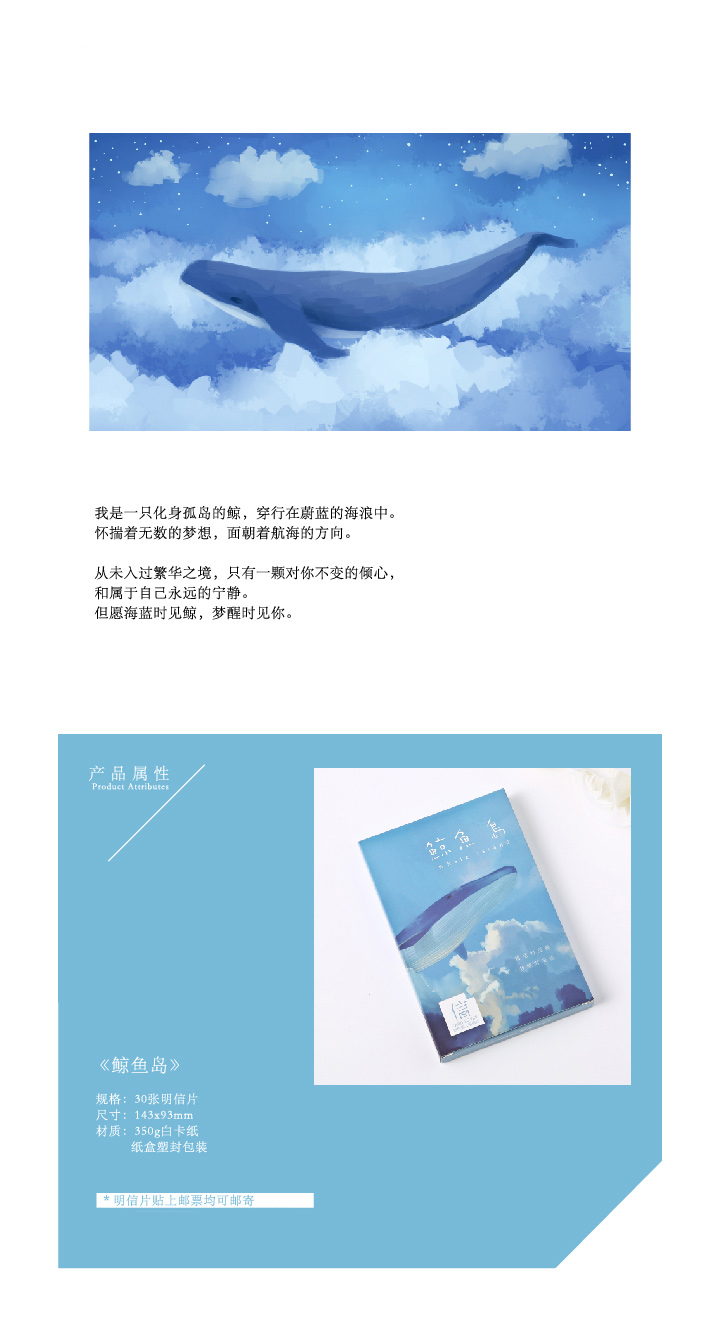 我是一只化身孤岛的鲸，穿行在蔚蓝的海浪中。
怀揣着无数的梦想，面朝着航海的方向。
从未入过繁华之境，只有一颗对你不变的倾心，
和属于自己永远的宁静。
但愿海蓝时见鲸，梦醒时见你。
产品属性
Product Attributes
鲸鱼岛
whale island
信
《鲸鱼岛》
规格：30张明信片
尺寸：143x93mm
材质：350g白卡纸
纸盒塑封包装
* 明信片贴上邮票均可邮寄